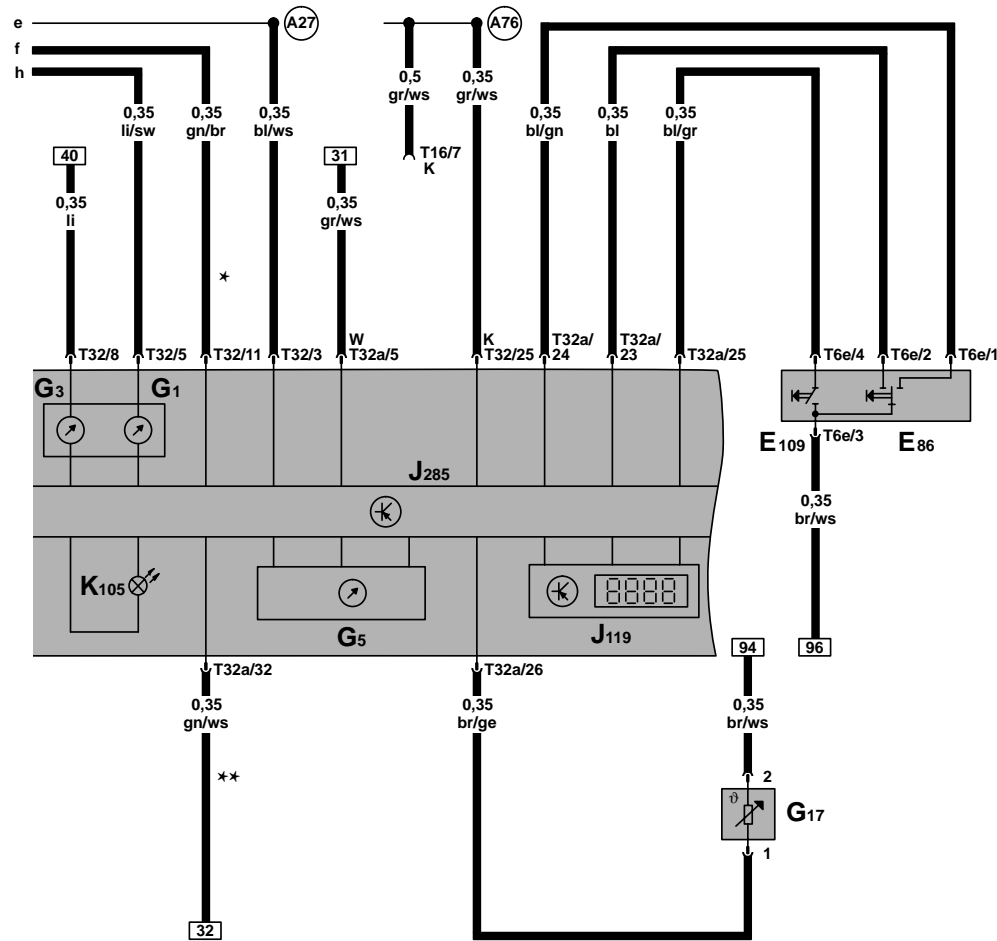 e
A27
A76
f
h
0,5
gr/ws
0,35
gr/ws
0,35
li/sw
0,35
gn/br
0,35
bl/ws
0,35
bl/gn
0,35
bl
0,35
bl/gr
40
31
T16/7
K
0,35
li
0,35
gr/ws
*
T32/8
T32/5
T32/11
T32/3
W
T32a/5
K
T32/25
T32a/
24
T32a/
23
T32a/25
T6e/4
T6e/2
T6e/1
G3
G1
E109
T6e/3
E86
J285
0,35
br/ws
K105
G5
8888
J119
T32a/32
T32a/26
94
96
0,35
gn/ws
0,35
br/ge
0,35
br/ws
**
2
ϑ
G17
1
32